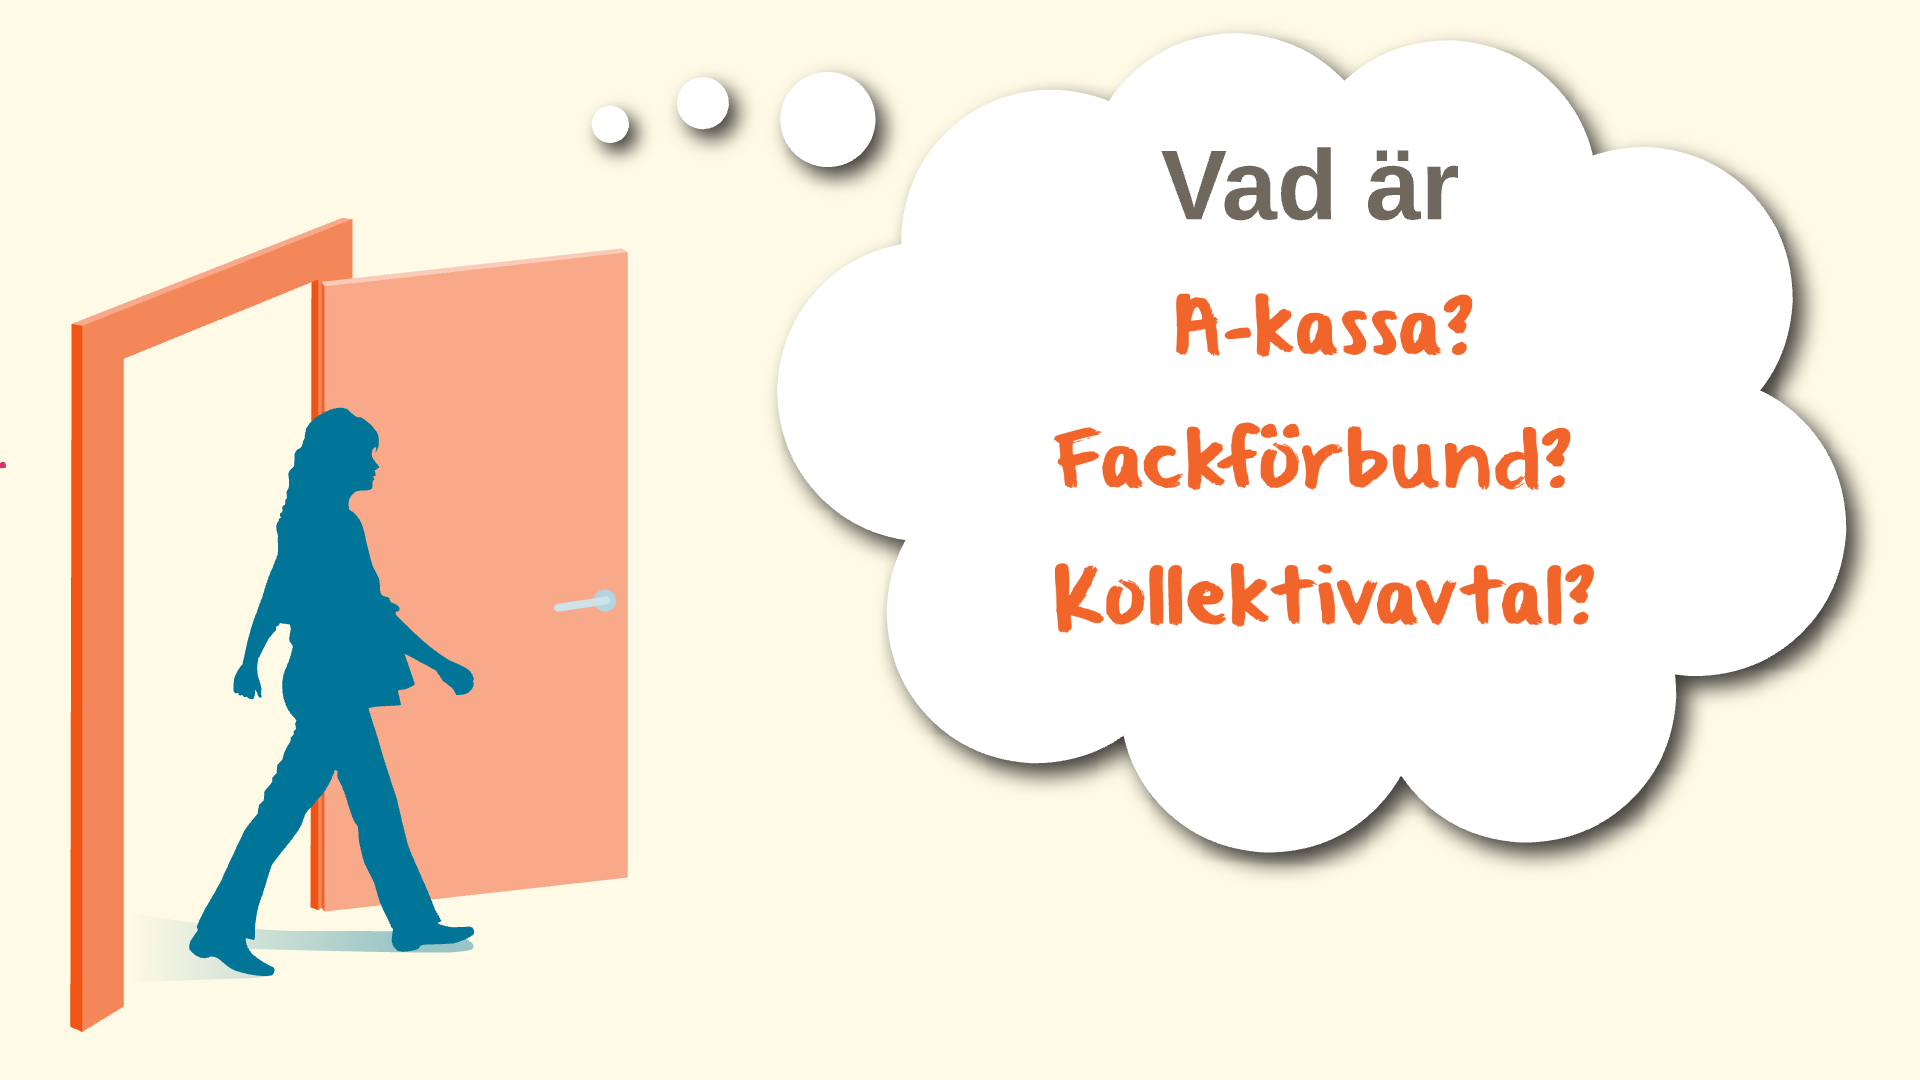 Vad är
A-kassa?
Fackförbund?
Kollektivavtal?